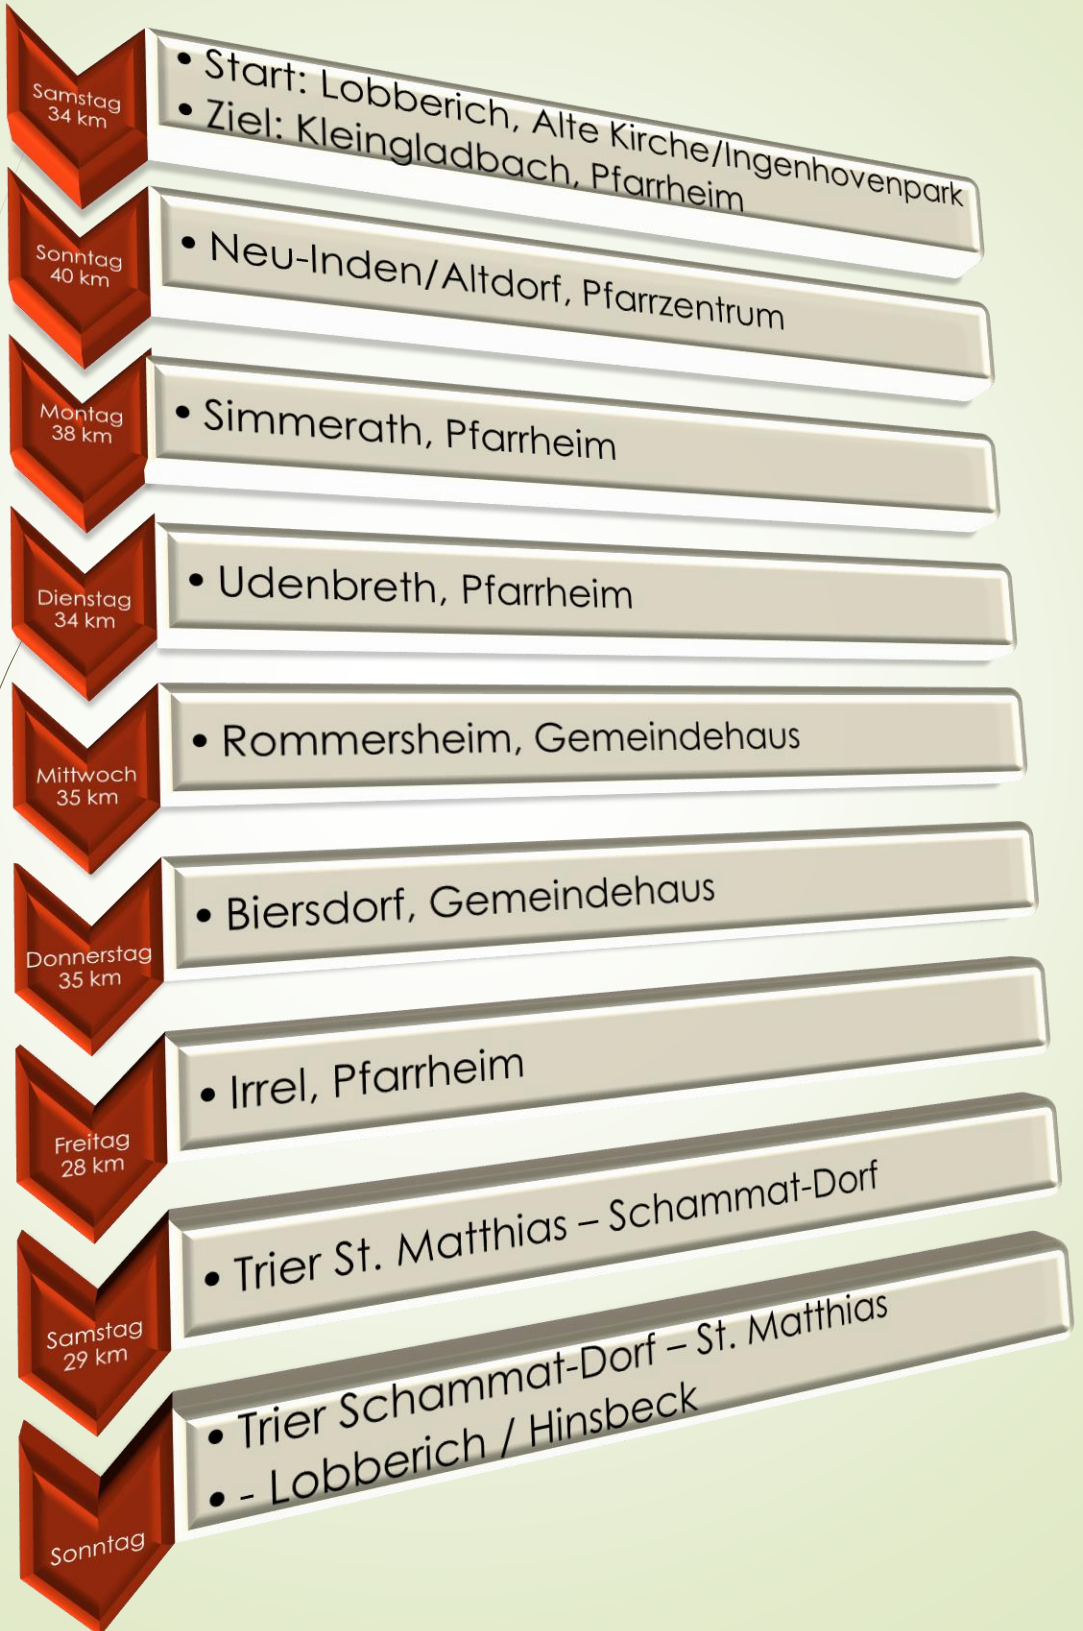 Samstag
34 km
• Start: Lobberich, Alte Kirche/Ingenhovenpark
• Ziel: Kleingladbach, Pfarrheim
Sonntag
40 km
• Neu-Inden/Altdorf, Pfarrzentrum
Montag
38 km
• Simmerath, Pfarrheim
Dienstag
34 km
• Udenbreth, Pfarrheim
Mittwoch
35 km
• Rommersheim, Gemeindehaus
Donnerstag
35 km
• Biersdorf, Gemeindehaus
Freitag
28 km
• Irrel, Pfarrheim
Samstag
29 km
• Trier St. Matthias – Schammat-Dorf
Sonntag
• Trier Schammat-Dorf – St. Matthias
• - Lobberich / Hinsbeck